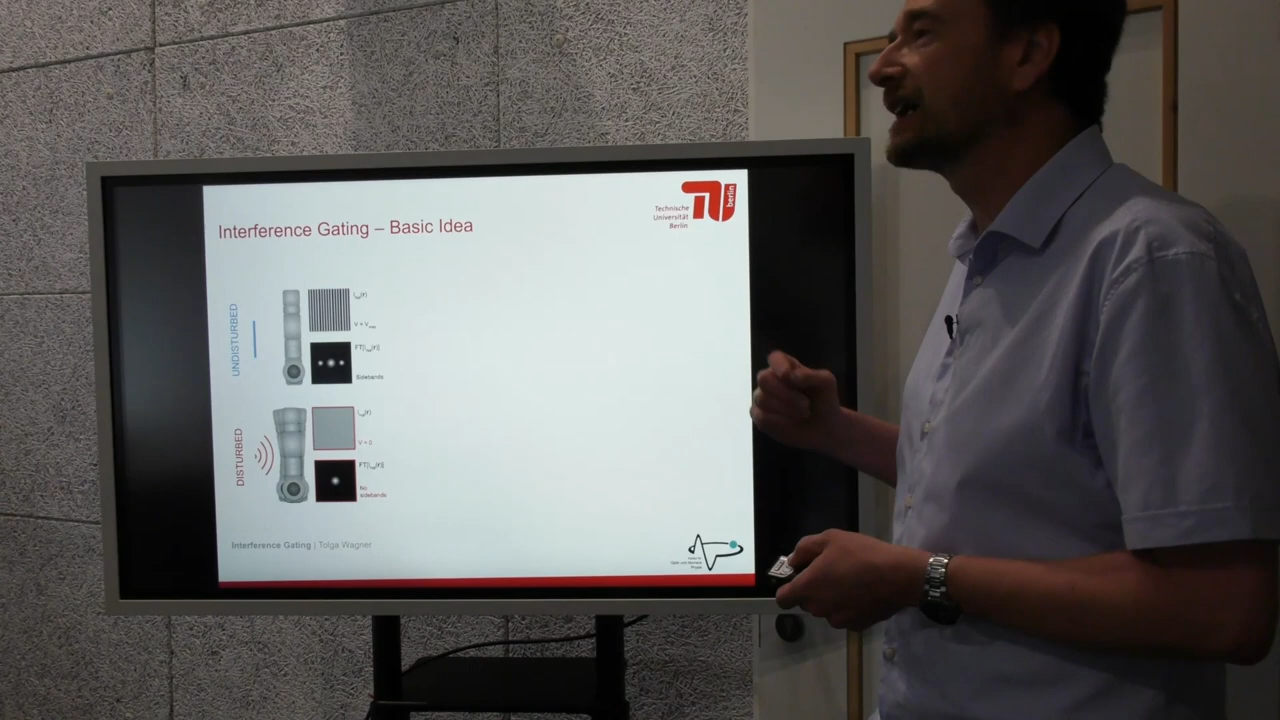 Technische
Universität
Berlin
berlin
Interference Gating – Basic Idea
UNDISTURBED
V = V
Sidebands
DISTURBED
V = 0
No
sidebands
Interference Gating | Tolga Wagner